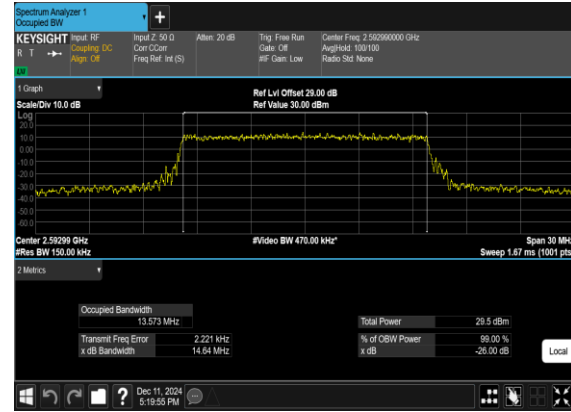 Spectrum Analyzer 1
Occupied BW
+
KEYSIGHT Input: RF Input Z: 50 Ω Atten: 20 dB Trig: Free Run Center Freq: 2.592990000 GHz
R T Coupling: DC Corr CCorr Gate: Off Avg|Hold: 100/100
Align: Off Freq Ref: Int (S) #IF Gain: Low Radio Std: None
LU
1 Graph Ref Lvl Offset 29.00 dB
Scale/Div 10.0 dB Ref Value 30.00 dBm
Log
20.0
10.0
0.00
-10.0
-20.0
-30.0
-40.0
-50.0
-60.0
Center 2.59299 GHz #Video BW 470.00 kHz* Span 30 MHz
#Res BW 150.00 kHz Sweep 1.67 ms (1001 pts
2 Metrics
Occupied Bandwidth
13.573 MHz Total Power 29.5 dBm
Transmit Freq Error 2.221 kHz % of OBW Power 99.00 %
x dB Bandwidth 14.64 MHz x dB -26.00 dB
Local
? Dec 11, 2024
5:19:55 PM